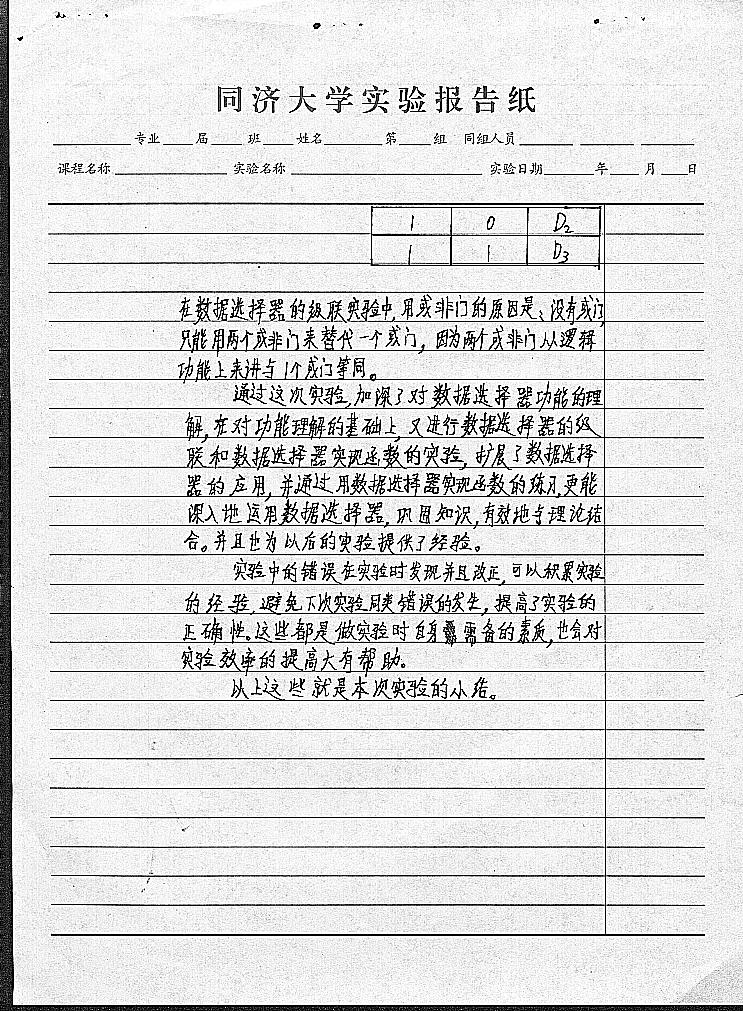 同济大学实验报告纸
专业 届 班 姓名 第 组 同组人员
课程名称 实验名称 实验日期 年 月 日
1 0 D₂
1 1 D₃
在数据选择器的级联实验中,用或非门的原因是:没有或门,
只能用两个或非门来替代一个或门,因为两个或非门从逻辑
功能上来讲与1个或门等同。
通过这次实验,加深了对数据选择器功能的理
解,在对功能理解的基础上,又进行数据选择器的级
联和数据选择器实现函数的实验,扩展了数据选择
器的应用,并通过用数据选择器实现函数的练习,更能
深入地运用数据选择器,巩固知识,有效地与理论结
合。并且也为以后的实验提供了经验。
实验中的错误在实验时发现并且改正,可以积累实验
的经验,避免下次实验同类错误的发生,提高了实验的
正确性。这些都是做实验时自身需备的素质,也会对
实验效率的提高大有帮助。
以上这些就是本次实验的小结。